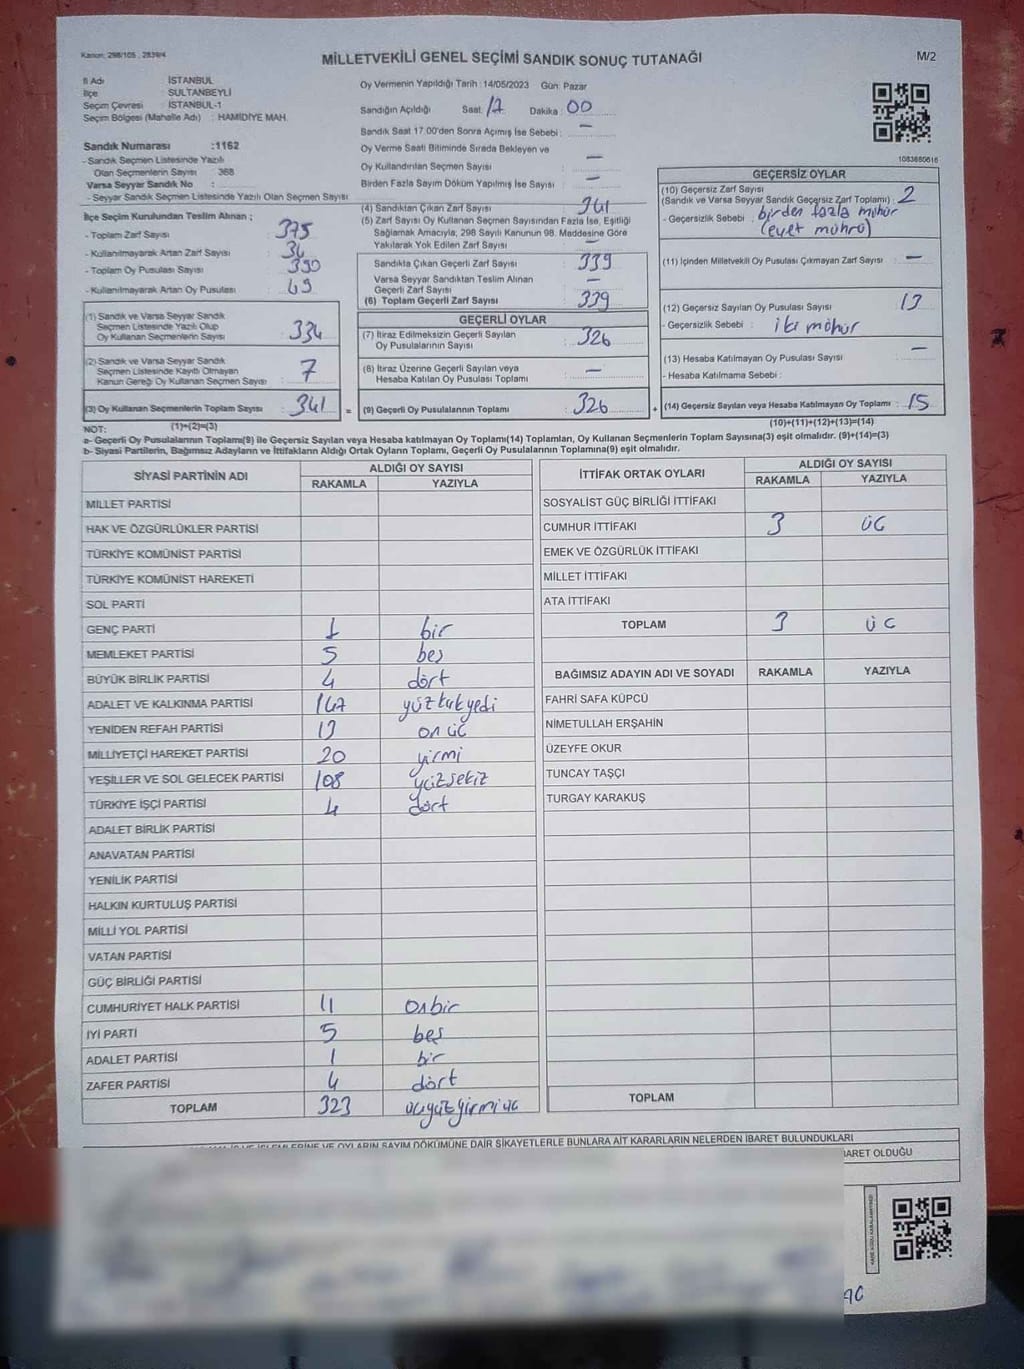 Kanun: 298/105 , 2839/4
MİLLETVEKİLİ GENEL SEÇİMİ SANDIK SONUÇ TUTANAĞI
M/2
İl Adı İSTANBUL
İlçe SULTANBEYLİ
Seçim Çevresi : İSTANBUL-1
Seçim Bölgesi (Mahalle Adı) : HAMİDİYE MAH.
Oy Vermenin Yapıldığı Tarih : 14/05/2023 Gün: Pazar
Sandığın Açıldığı Saat: 17 Dakika : 00
Sandık Saat 17.00'den Sonra Açımış İse Sebebi : —
Oy Verme Saati Bitiminde Sırada Bekleyen ve
Oy Kullandırılan Seçmen Sayısı —
Birden Fazla Sayım Döküm Yapılmış İse Sayısı : —
Sandık Numarası :1162
- Sandık Seçmen Listesinde Yazılı
Olan Seçmenlerin Sayısı : 368
Varsa Seyyar Sandık No :
- Seyyar Sandık Seçmen Listesinde Yazılı Olan Seçmen Sayısı :
1083680616
İlçe Seçim Kurulundan Teslim Alınan ;
- Toplam Zarf Sayısı : 375
- Kullanılmayarak Artan Zarf Sayısı : 34
- Toplam Oy Pusulası Sayısı : 390
- Kullanılmayarak Artan Oy Pusulası : 49
(1) Sandık ve Varsa Seyyar Sandık
Seçmen Listesinde Yazılı Olup
Oy Kullanan Seçmenlerin Sayısı : 334
(2) Sandık ve Varsa Seyyar Sandık
Seçmen Listesinde Kayıtlı Olmayan
Kanun Gereği Oy Kullanan Seçmen Sayısı : 7
(3) Oy Kullanan Seçmenlerin Toplam Sayısı : 341
(1)+(2)=(3)
(4) Sandıktan Çıkan Zarf Sayısı : 341
(5) Zarf Sayısı Oy Kullanan Seçmen Sayısından Fazla İse, Eşitliği
Sağlamak Amacıyla; 298 Sayılı Kanunun 98. Maddesine Göre
Yakılarak Yok Edilen Zarf Sayısı : —
Sandıkta Çıkan Geçerli Zarf Sayısı : 339
Varsa Seyyar Sandıktan Teslim Alınan
Geçerli Zarf Sayısı : —
(6) Toplam Geçerli Zarf Sayısı : 339
GEÇERLİ OYLAR
(7) İtiraz Edilmeksizin Geçerli Sayılan
Oy Pusulalarının Sayısı : 326
(8) İtiraz Üzerine Geçerli Sayılan veya
Hesaba Katılan Oy Pusulası Toplamı : —
= (9) Geçerli Oy Pusulalarının Toplamı : 326
GEÇERSİZ OYLAR
(10) Geçersiz Zarf Sayısı
(Sandık ve Varsa Seyyar Sandık Geçersiz Zarf Toplamı) : 2
- Geçersizlik Sebebi : birden fazla mühür
(evet mührü)
(11) İçinden Milletvekili Oy Pusulası Çıkmayan Zarf Sayısı : —
(12) Geçersiz Sayılan Oy Pusulası Sayısı : 13
- Geçersizlik Sebebi : iki mühür
(13) Hesaba Katılmayan Oy Pusulası Sayısı : —
- Hesaba Katılmama Sebebi :
+ (14) Geçersiz Sayılan veya Hesaba Katılmayan Oy Toplamı : 15
(10)+(11)+(12)+(13)=(14)
NOT:
a- Geçerli Oy Pusulalarının Toplamı(9) ile Geçersiz Sayılan veya Hesaba katılmayan Oy Toplamı(14) Toplamları, Oy Kullanan Seçmenlerin Toplam Sayısına(3) eşit olmalıdır. (9)+(14)=(3)
b- Siyasi Partilerin, Bağımsız Adayların ve İttifakların Aldığı Ortak Oyların Toplamı, Geçerli Oy Pusulalarının Toplamına(9) eşit olmalıdır.
SİYASİ PARTİNİN ADI
ALDIĞI OY SAYISI
RAKAMLA YAZIYLA
MİLLET PARTİSİ
HAK VE ÖZGÜRLÜKLER PARTİSİ
TÜRKİYE KOMÜNİST PARTİSİ
TÜRKİYE KOMÜNİST HAREKETİ
SOL PARTİ
GENÇ PARTİ 1 bir
MEMLEKET PARTİSİ 5 beş
BÜYÜK BİRLİK PARTİSİ 4 dört
ADALET VE KALKINMA PARTİSİ 147 yüzkırkyedi
YENİDEN REFAH PARTİSİ 13 on üç
MİLLİYETÇİ HAREKET PARTİSİ 20 yirmi
YEŞİLLER VE SOL GELECEK PARTİSİ 108 yüzsekiz
TÜRKİYE İŞÇİ PARTİSİ 4 dört
ADALET BİRLİK PARTİSİ
ANAVATAN PARTİSİ
YENİLİK PARTİSİ
HALKIN KURTULUŞ PARTİSİ
MİLLİ YOL PARTİSİ
VATAN PARTİSİ
GÜÇ BİRLİĞİ PARTİSİ
CUMHURİYET HALK PARTİSİ 11 onbir
İYİ PARTİ 5 beş
ADALET PARTİSİ 1 bir
ZAFER PARTİSİ 4 dört
TOPLAM 323 üçyüzyirmiüç
İTTİFAK ORTAK OYLARI
ALDIĞI OY SAYISI
RAKAMLA YAZIYLA
SOSYALİST GÜÇ BİRLİĞİ İTTİFAKI
CUMHUR İTTİFAKI 3 üç
EMEK VE ÖZGÜRLÜK İTTİFAKI
MİLLET İTTİFAKI
ATA İTTİFAKI
TOPLAM 3 üç
BAĞIMSIZ ADAYIN ADI VE SOYADI RAKAMLA YAZIYLA
FAHRİ SAFA KÜPCÜ
NİMETULLAH ERŞAHİN
ÜZEYFE OKUR
TUNCAY TAŞÇI
TURGAY KARAKUŞ
TOPLAM
İŞLEMLERİNE VE OYLARIN SAYIM DÖKÜMÜNE DAİR ŞİKAYETLERLE BUNLARA AİT KARARLARIN NELERDEN İBARET BULUNDUKLARI
BARET OLDUĞU